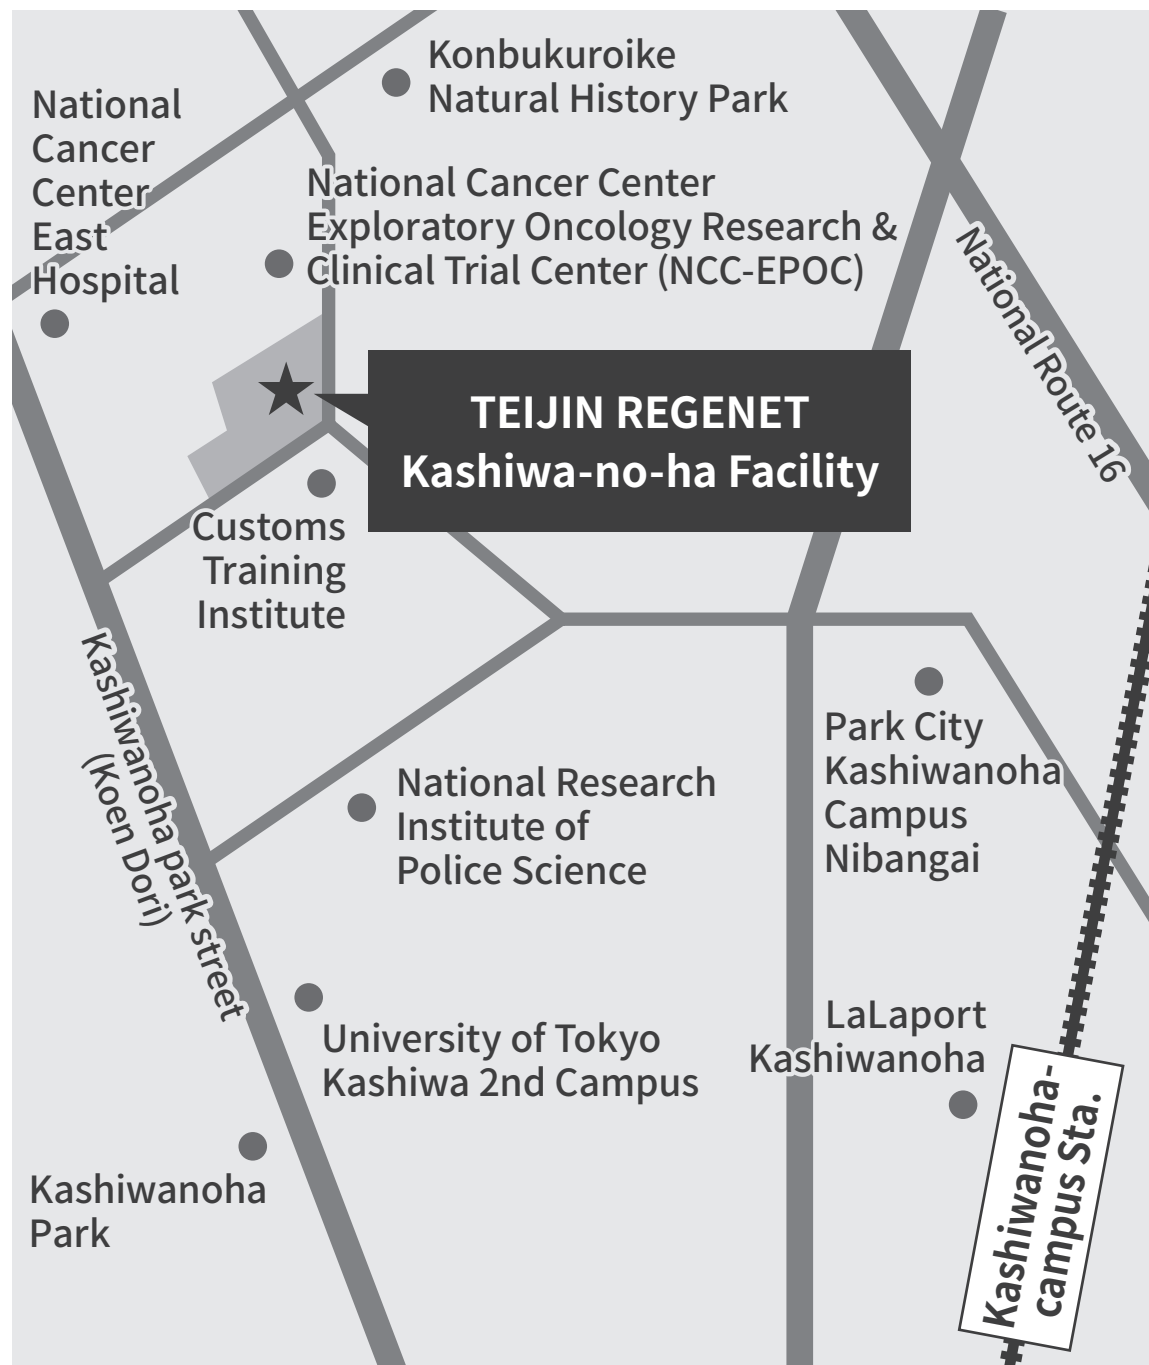 Konbukuroike
Natural History Park
National
Cancer
Center
East
Hospital
National Cancer Center
Exploratory Oncology Research &
Clinical Trial Center (NCC-EPOC)
National Route 16
TEIJIN REGENET
Kashiwa-no-ha Facility
Customs
Training
Institute
Kashiwanoha park street
(Koen Dori)
Park City
Kashiwanoha
Campus
Nibangai
National Research
Institute of
Police Science
University of Tokyo
Kashiwa 2nd Campus
LaLaport
Kashiwanoha
Kashiwanoha-
campus Sta.
Kashiwanoha
Park